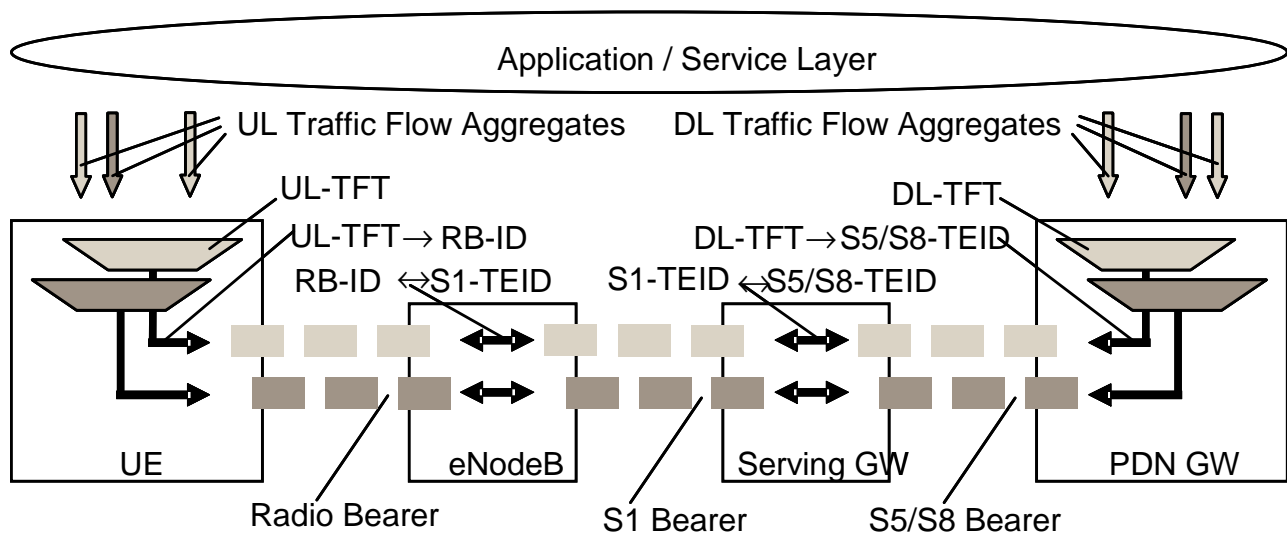 Application / Service Layer
UL Traffic Flow Aggregates
DL Traffic Flow Aggregates
UL-TFT
DL-TFT
UL-TFT → RB-ID
DL-TFT → S5/S8-TEID
RB-ID ↔ S1-TEID
S1-TEID ↔ S5/S8-TEID
UE
eNodeB
Serving GW
PDN GW
Radio Bearer
S1 Bearer
S5/S8 Bearer